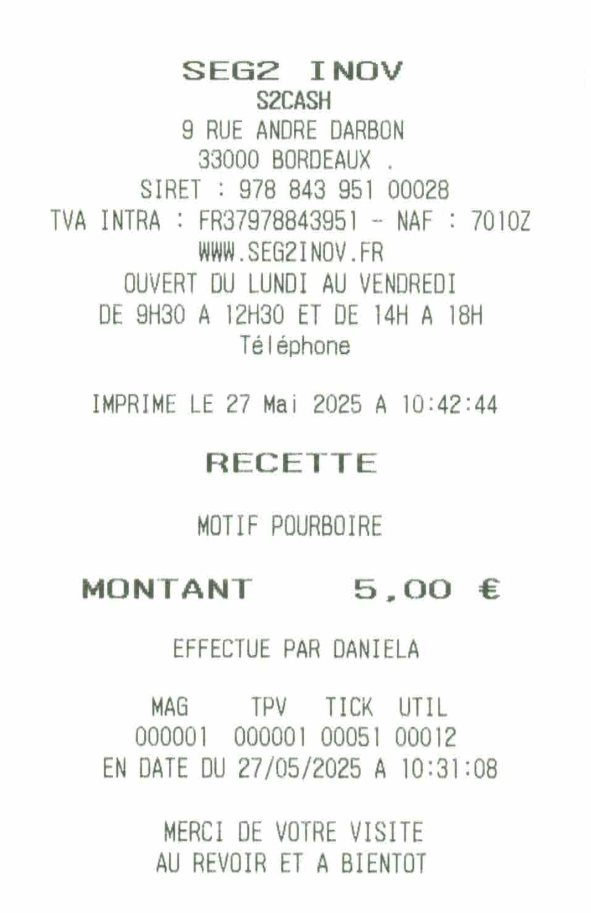 SEG2 INOV
S2CASH
9 RUE ANDRE DARBON
33000 BORDEAUX .
SIRET : 978 843 951 00028
TVA INTRA : FR37978843951 - NAF : 7010Z
WWW.SEG2INOV.FR
OUVERT DU LUNDI AU VENDREDI
DE 9H30 A 12H30 ET DE 14H A 18H
Téléphone
IMPRIME LE 27 Mai 2025 A 10:42:44
RECETTE
MOTIF POURBOIRE
MONTANT 5,00 €
EFFECTUE PAR DANIELA
MAG TPV TICK UTIL
000001 000001 00051 00012
EN DATE DU 27/05/2025 A 10:31:08
MERCI DE VOTRE VISITE
AU REVOIR ET A BIENTOT